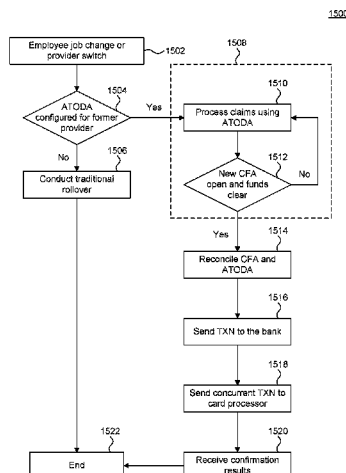 1500
Employee job change or
provider switch
1502
1508
ATODA
configured for former
provider
1504
Yes
No
1510
Process claims using
ATODA
1506
Conduct traditional
rollover
1512
New CFA
open and funds
clear
No
Yes
1514
Reconcile CFA and
ATODA
1516
Send TXN to the bank
1518
Send concurrent TXN to
card processor
1522
End
1520
Receive confirmation
results